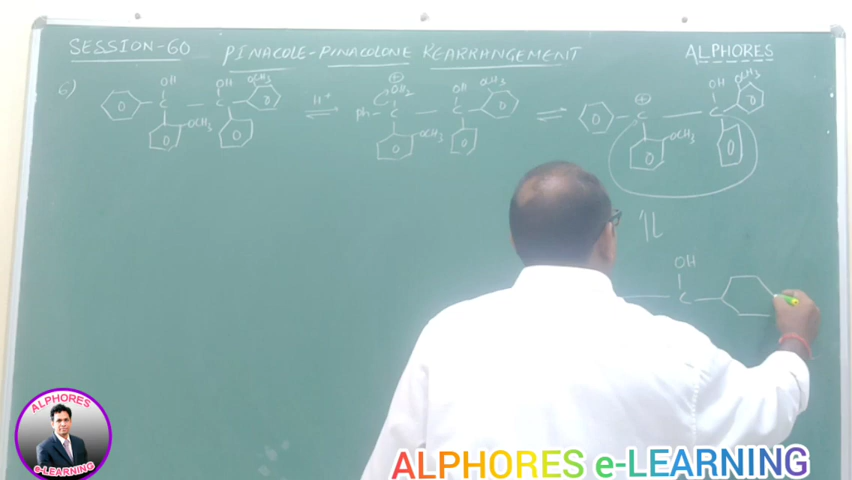 SESSION-60 PINACOLE-PINACOLONE REARRANGEMENT ALPHORES
6) OH OH OCH3 H+ ⊕ OH2 OH OCH3 ⊕ OH OCH3
C C Ph C C C C
OCH3 OCH3 OCH3
OH
C
ALPHORES
e-LEARNING
ALPHORES e-LEARNING